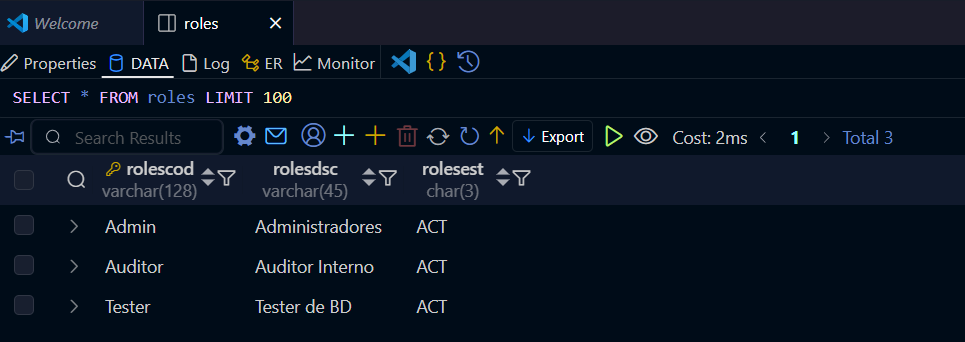 Welcome roles
Properties DATA Log ER Monitor {}
SELECT * FROM roles LIMIT 100
Search Results Export Cost: 2ms 1 Total 3
rolescod rolesdsc rolesest
varchar(128) varchar(45) char(3)
Admin Administradores ACT
Auditor Auditor Interno ACT
Tester Tester de BD ACT